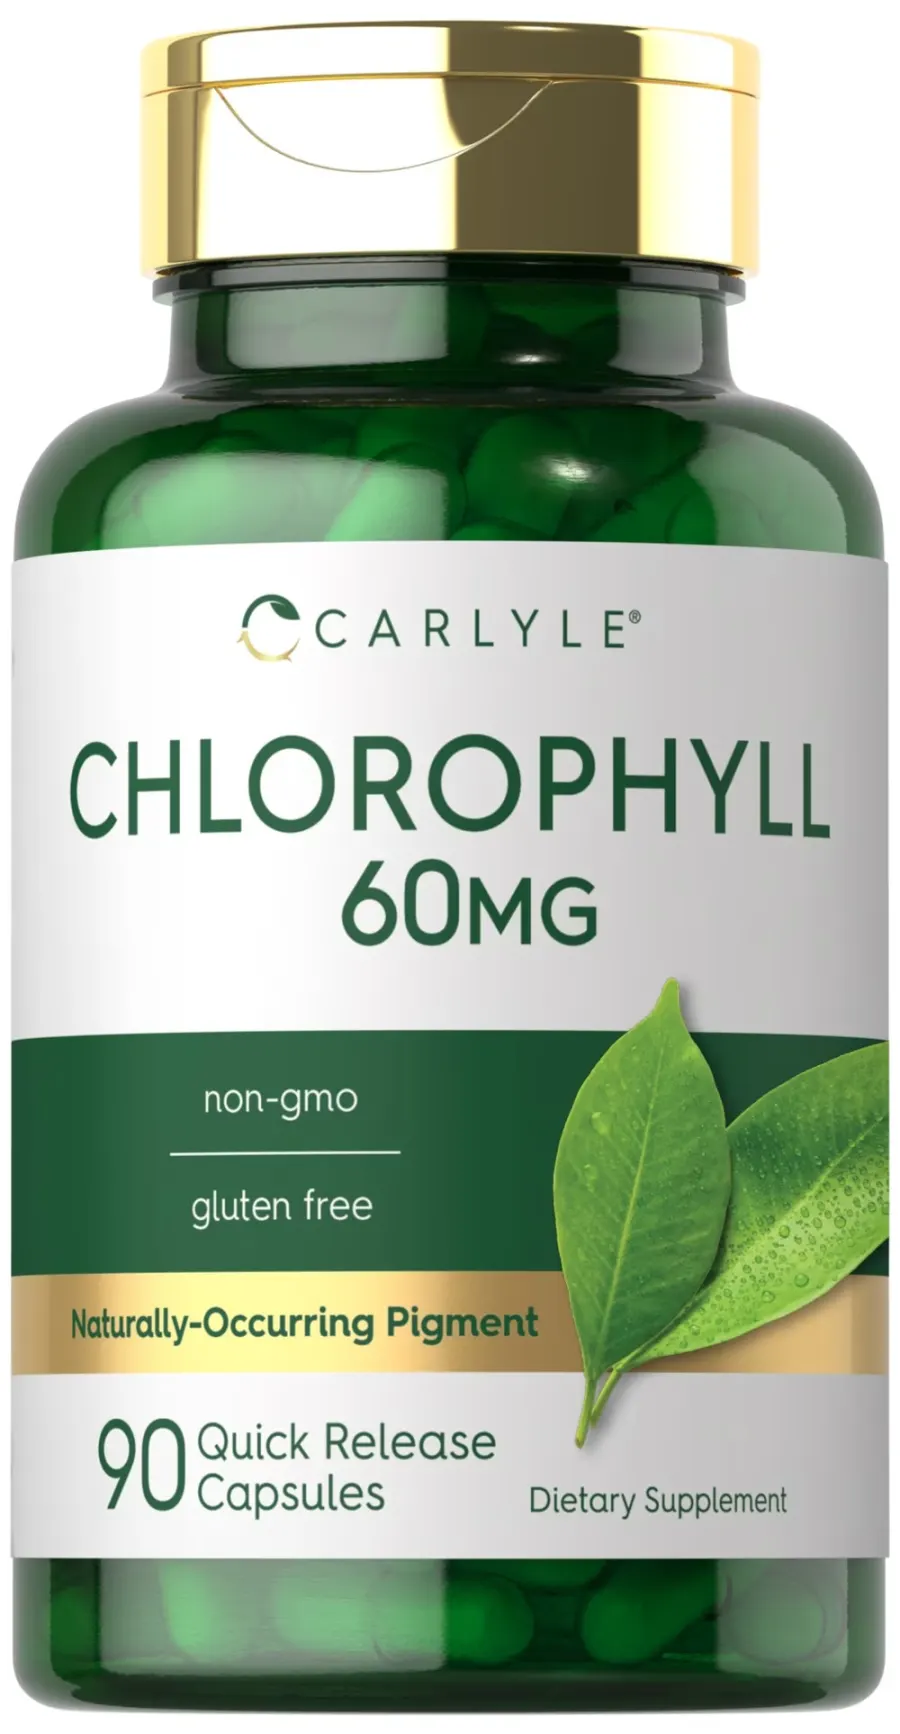 CARLYLE®
CHLOROPHYLL
60MG
non-gmo
gluten free
Naturally-Occurring Pigment
90 Quick Release
Capsules
Dietary Supplement